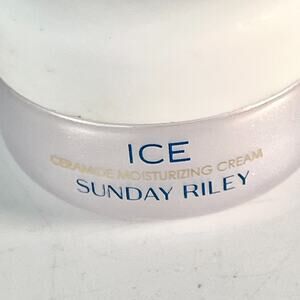 ICE
CERAMIDE MOISTURIZING CREAM
SUNDAY RILEY